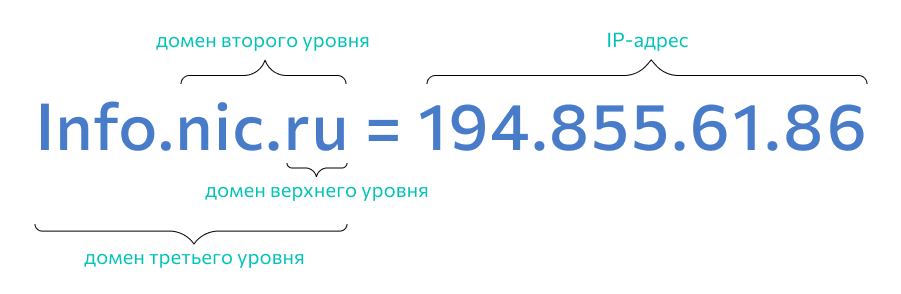 домен второго уровня
IP-адрес
Info.nic.ru = 194.855.61.86
домен верхнего уровня
домен третьего уровня